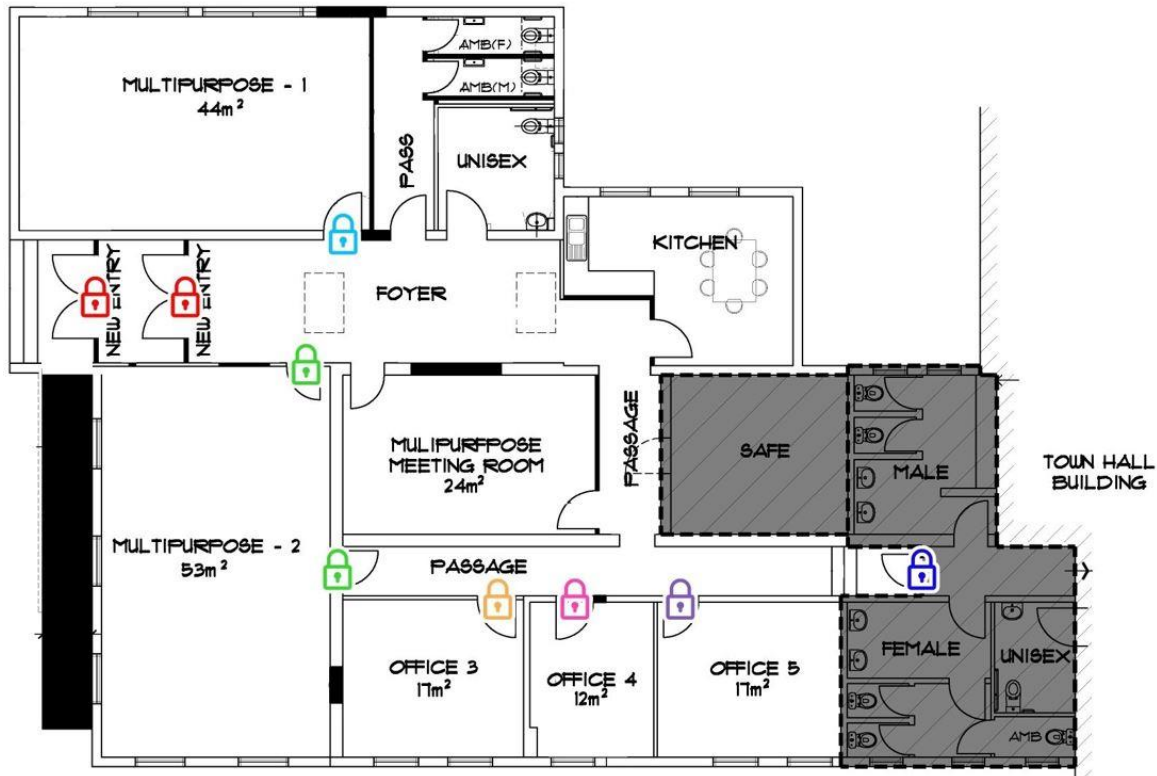 AMB(F)
MULTIPURPOSE - 1
44m²
AMB(M)
PASS
UNISEX
KITCHEN
NEW ENTRY
NEW ENTRY
FOYER
PASSAGE
MULIPURFPOSE
MEETING ROOM
24m²
SAFE
MALE
TOWN HALL
BUILDING
MULTIPURPOSE - 2
53m²
PASSAGE
OFFICE 3
17m²
OFFICE 4
12m²
OFFICE 5
17m²
FEMALE
UNISEX
AMB